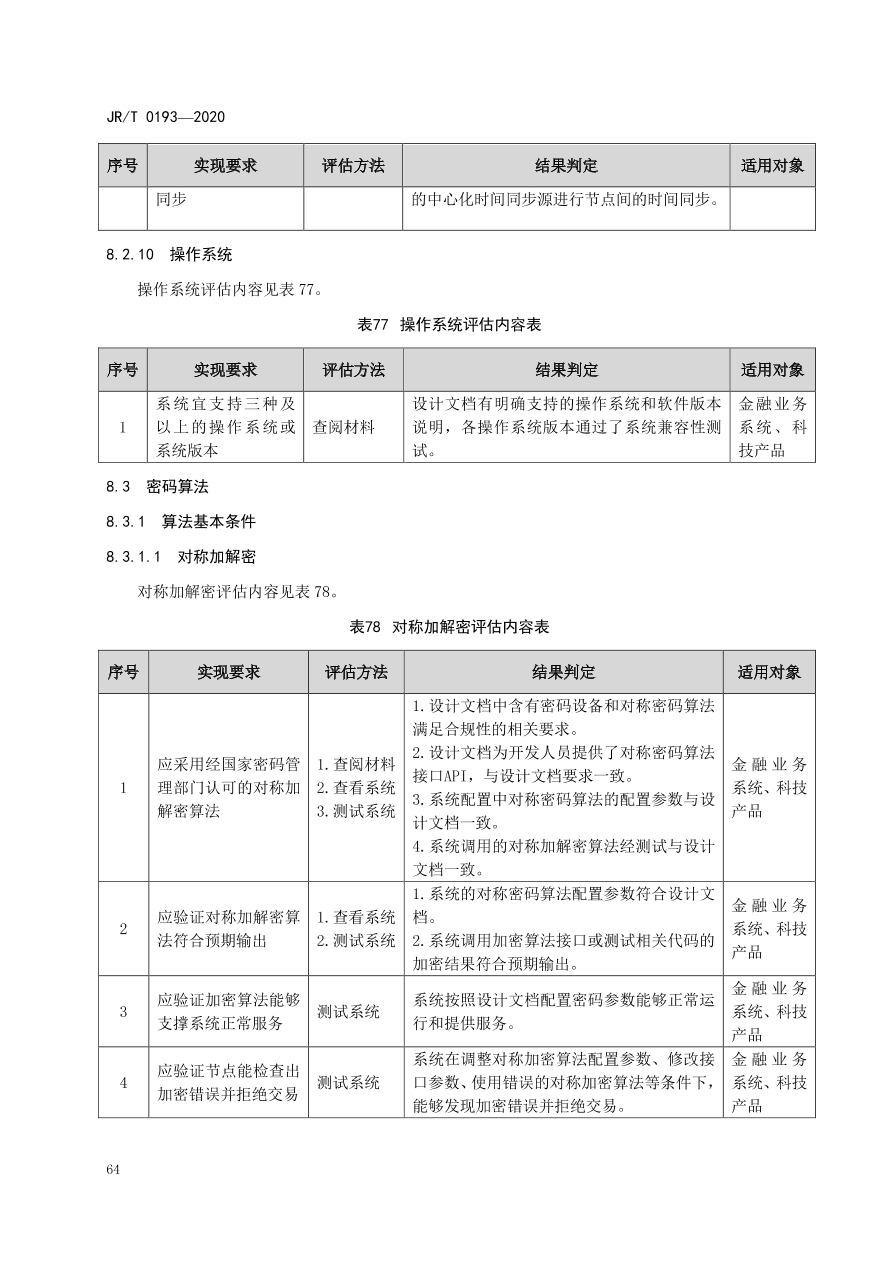 JR/T 0193—2020
序号 实现要求 评估方法 结果判定 适用对象
同步 的中心化时间同步源进行节点间的时间同步。
8.2.10 操作系统
操作系统评估内容见表 77。
表77 操作系统评估内容表
序号 实现要求 评估方法 结果判定 适用对象
系统宜支持三种及 设计文档有明确支持的操作系统和软件版本 金融业务
1 以上的操作系统或 查阅材料 说明，各操作系统版本通过了系统兼容性测 系统、科
系统版本 试。 技产品
8.3 密码算法
8.3.1 算法基本条件
8.3.1.1 对称加解密
对称加解密评估内容见表 78。
表78 对称加解密评估内容表
序号 实现要求 评估方法 结果判定 适用对象
1
应采用经国家密码管
理部门认可的对称加
解密算法
1.查阅材料
2.查看系统
3.测试系统
1.设计文档中含有密码设备和对称密码算法
满足合规性的相关要求。
2.设计文档为开发人员提供了对称密码算法
接口API，与设计文档要求一致。
3.系统配置中对称密码算法的配置参数与设
计文档一致。
4.系统调用的对称加解密算法经测试与设计
文档一致。
金融业务
系统、科技
产品
2
应验证对称加解密算
法符合预期输出
1.查看系统
2.测试系统
1.系统的对称密码算法配置参数符合设计文
档。
2.系统调用加密算法接口或测试相关代码的
加密结果符合预期输出。
金融业务
系统、科技
产品
3
应验证加密算法能够
支撑系统正常服务
测试系统
系统按照设计文档配置密码参数能够正常运
行和提供服务。
金融业务
系统、科技
产品
4
应验证节点能检查出
加密错误并拒绝交易
测试系统
系统在调整对称加密算法配置参数、修改接
口参数、使用错误的对称加密算法等条件下，
能够发现加密错误并拒绝交易。
金融业务
系统、科技
产品
64